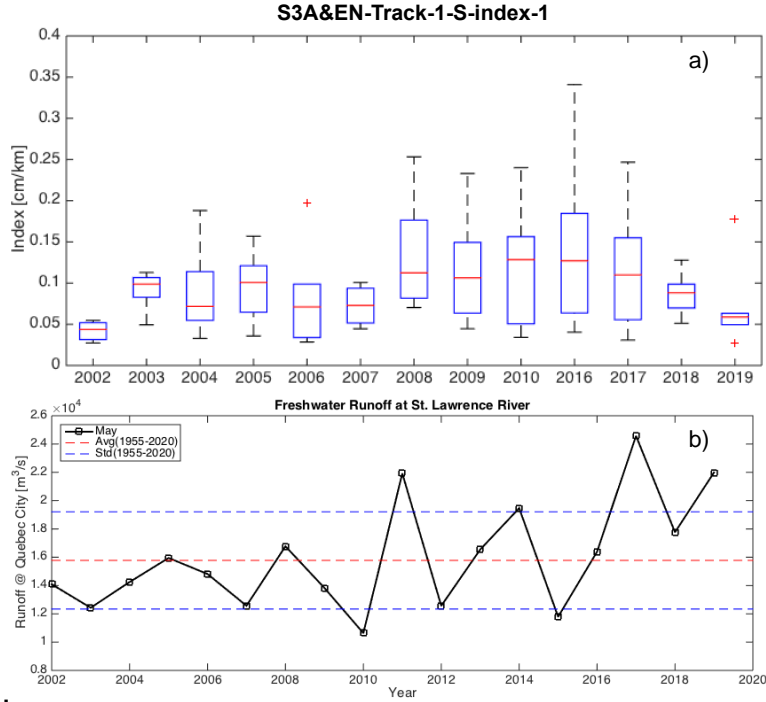 S3A&EN-Track-1-S-index-1
a)
0.4
0.35
0.3
0.25
0.2
0.15
0.1
0.05
0
Index [cm/km]
2002 2003 2004 2005 2006 2007 2008 2009 2010 2016 2017 2018 2019
×10⁴
Freshwater Runoff at St. Lawrence River
b)
May
Avg(1955-2020)
Std(1955-2020)
2.6
2.4
2.2
2
1.8
1.6
1.4
1.2
1
0.8
Runoff @ Quebec City [m³/s]
2002 2004 2006 2008 2010 2012 2014 2016 2018 2020
Year